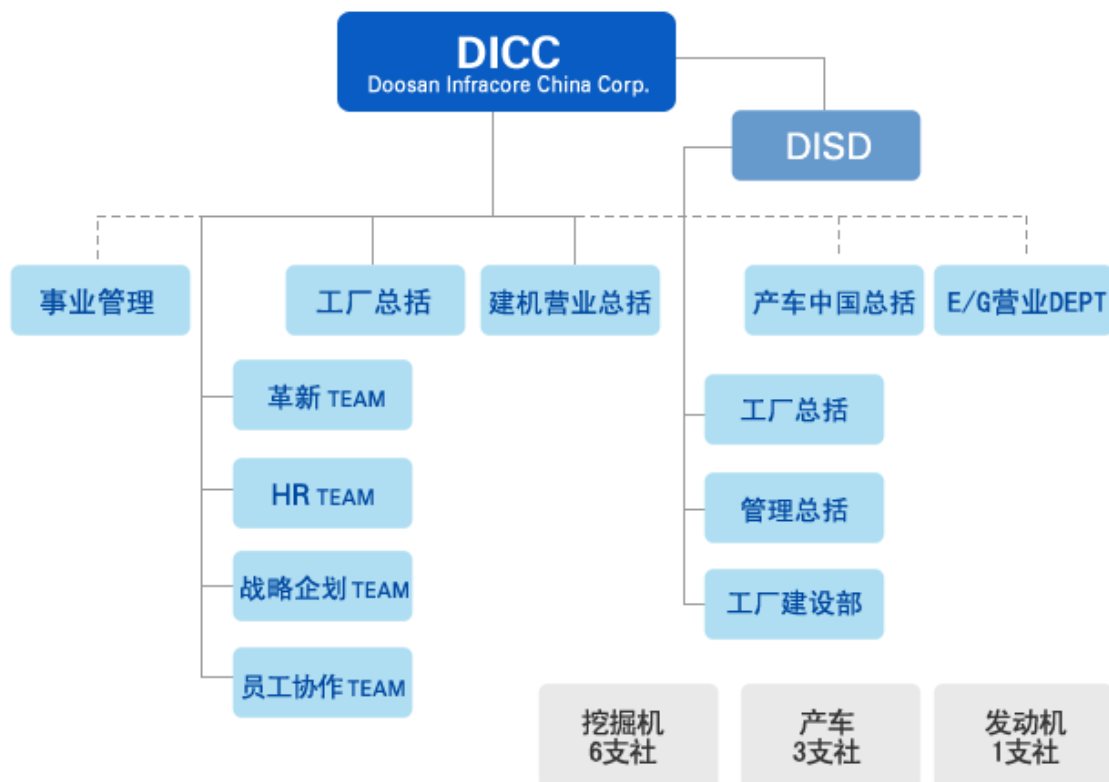 DICC
Doosan Infracore China Corp.
DISD
事业管理
工厂总括
建机营业总括
产车中国总括
E/G营业DEPT
革新 TEAM
HR TEAM
战略企划 TEAM
员工协作 TEAM
工厂总括
管理总括
工厂建设部
挖掘机
6支社
产车
3支社
发动机
1支社